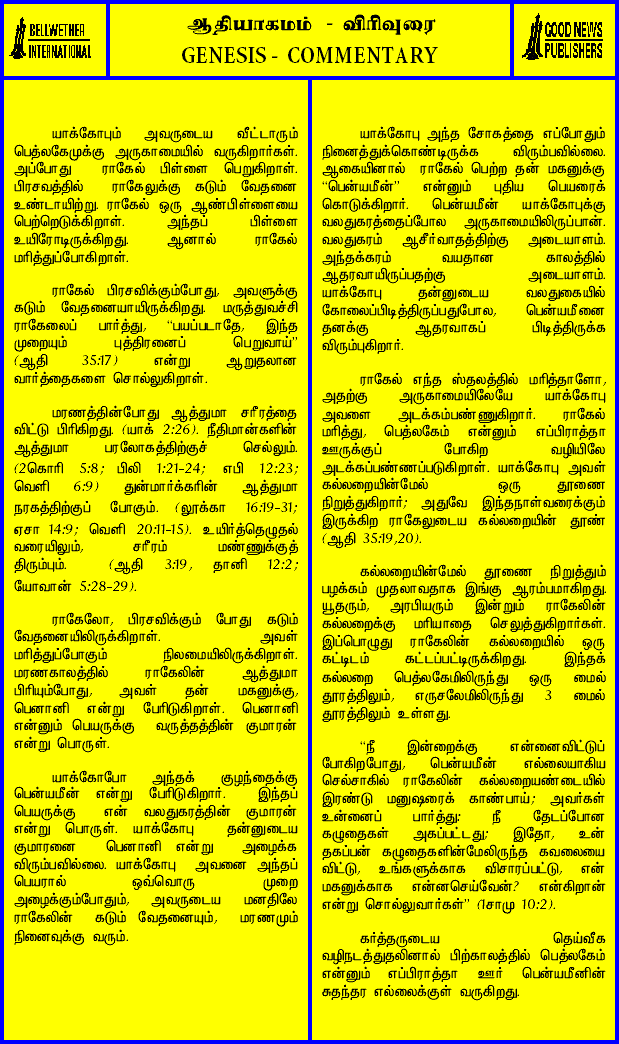 BELLWETHER
INTERNATIONAL
ஆதியாகமம் - விரிவுரை
GENESIS - COMMENTARY
GOOD NEWS
PUBLISHERS
யாக்கோபும் அவருடைய வீட்டாரும்
பெத்லகேமுக்கு அருகாமையில் வருகிறார்கள்.
அப்போது ராகேல் பிள்ளை பெறுகிறாள்.
பிரசவத்தில் ராகேலுக்கு கடும் வேதனை
உண்டாயிற்று. ராகேல் ஒரு ஆண்பிள்ளையை
பெற்றெடுக்கிறாள். அந்தப் பிள்ளை
உயிரோடிருக்கிறது. ஆனால் ராகேல்
மரித்துப்போகிறாள்.
ராகேல் பிரசவிக்கும்போது, அவளுக்கு
கடும் வேதனையாயிருக்கிறது. மருத்துவச்சி
ராகேலைப் பார்த்து, “பயப்படாதே, இந்த
முறையும் புத்திரனைப் பெறுவாய்”
(ஆதி 35:17) என்று ஆறுதலான
வார்த்தைகளை சொல்லுகிறாள்.
மரணத்தின்போது ஆத்துமா சரீரத்தை
விட்டு பிரிகிறது. (யாக் 2:26). நீதிமான்களின்
ஆத்துமா பரலோகத்திற்குச் செல்லும்.
(2கொரி 5:8; பிலி 1:21-24; எபி 12:23;
வெளி 6:9) துன்மார்க்கரின் ஆத்துமா
நரகத்திற்குப் போகும். (லூக்கா 16:19-31;
ஏசா 14:9; வெளி 20:11-15). உயிர்த்தெழுதல்
வரையிலும், சரீரம் மண்ணுக்குத்
திரும்பும். (ஆதி 3:19, தானி 12:2;
யோவான் 5:28-29).
ராகேலோ, பிரசவிக்கும் போது கடும்
வேதனையிலிருக்கிறாள். அவள்
மரித்துப்போகும் நிலமையிலிருக்கிறாள்.
மரணகாலத்தில் ராகேலின் ஆத்துமா
பிரியும்போது, அவள் தன் மகனுக்கு,
பெனானி என்று பேரிடுகிறாள். பெனானி
என்னும் பெயருக்கு வருத்தத்தின் குமாரன்
என்று பொருள்.
யாக்கோபோ அந்தக் குழந்தைக்கு
பென்யமீன் என்று பேரிடுகிறார். இந்தப்
பெயருக்கு என் வலதுகரத்தின் குமாரன்
என்று பொருள். யாக்கோபு தன்னுடைய
குமாரனை பெனானி என்று அழைக்க
விரும்பவில்லை. யாக்கோபு அவனை அந்தப்
பெயரால் ஒவ்வொரு முறை
அழைக்கும்போதும், அவருடைய மனதிலே
ராகேலின் கடும் வேதனையும், மரணமும்
நினைவுக்கு வரும்.
யாக்கோபு அந்த சோகத்தை எப்போதும்
நினைத்துக்கொண்டிருக்க விரும்பவில்லை.
ஆகையினால் ராகேல் பெற்ற தன் மகனுக்கு
“பென்யமீன்” என்னும் புதிய பெயரைக்
கொடுக்கிறார். பென்யமீன் யாக்கோபுக்கு
வலதுகரத்தைப்போல அருகாமையிலிருப்பான்.
வலதுகரம் ஆசீர்வாதத்திற்கு அடையாளம்.
அந்தக்கரம் வயதான காலத்தில்
ஆதரவாயிருப்பதற்கு அடையாளம்.
யாக்கோபு தன்னுடைய வலதுகையில்
கோலைப்பிடித்திருப்பதுபோல, பென்யமீனை
தனக்கு ஆதரவாகப் பிடித்திருக்க
விரும்புகிறார்.
ராகேல் எந்த ஸ்தலத்தில் மரித்தாளோ,
அதற்கு அருகாமையிலேயே யாக்கோபு
அவளை அடக்கம்பண்ணுகிறார். ராகேல்
மரித்து, பெத்லகேம் என்னும் எப்பிராத்தா
ஊருக்குப் போகிற வழியிலே
அடக்கப்பண்ணப்படுகிறாள். யாக்கோபு அவள்
கல்லறையின்மேல் ஒரு தூணை
நிறுத்துகிறார்; அதுவே இந்தநாள்வரைக்கும்
இருக்கிற ராகேலுடைய கல்லறையின் தூண்
(ஆதி 35:19,20).
கல்லறையின்மேல் தூணை நிறுத்தும்
பழக்கம் முதலாவதாக இங்கு ஆரம்பமாகிறது.
யூதரும், அரபியரும் இன்றும் ராகேலின்
கல்லறைக்கு மரியாதை செலுத்துகிறார்கள்.
இப்பொழுது ராகேலின் கல்லறையில் ஒரு
கட்டிடம் கட்டப்பட்டிருக்கிறது. இந்தக்
கல்லறை பெத்லகேமிலிருந்து ஒரு மைல்
தூரத்திலும், எருசலேமிலிருந்து 3 மைல்
தூரத்திலும் உள்ளது.
“நீ இன்றைக்கு என்னைவிட்டுப்
போகிறபோது, பென்யமீன் எல்லையாகிய
செல்சாகில் ராகேலின் கல்லறையண்டையில்
இரண்டு மனுஷரைக் காண்பாய்; அவர்கள்
உன்னைப் பார்த்து: நீ தேடப்போன
கழுதைகள் அகப்பட்டது; இதோ, உன்
தகப்பன் கழுதைகளின்மேலிருந்த கவலையை
விட்டு, உங்களுக்காக விசாரப்பட்டு, என்
மகனுக்காக என்னசெய்வேன்? என்கிறான்
என்று சொல்லுவார்கள்” (1சாமு 10:2).
கர்த்தருடைய தெய்வீக
வழிநடத்துதலினால் பிற்காலத்தில் பெத்லகேம்
என்னும் எப்பிராத்தா ஊர் பென்யமீனின்
சுதந்தர எல்லைக்குள் வருகிறது.